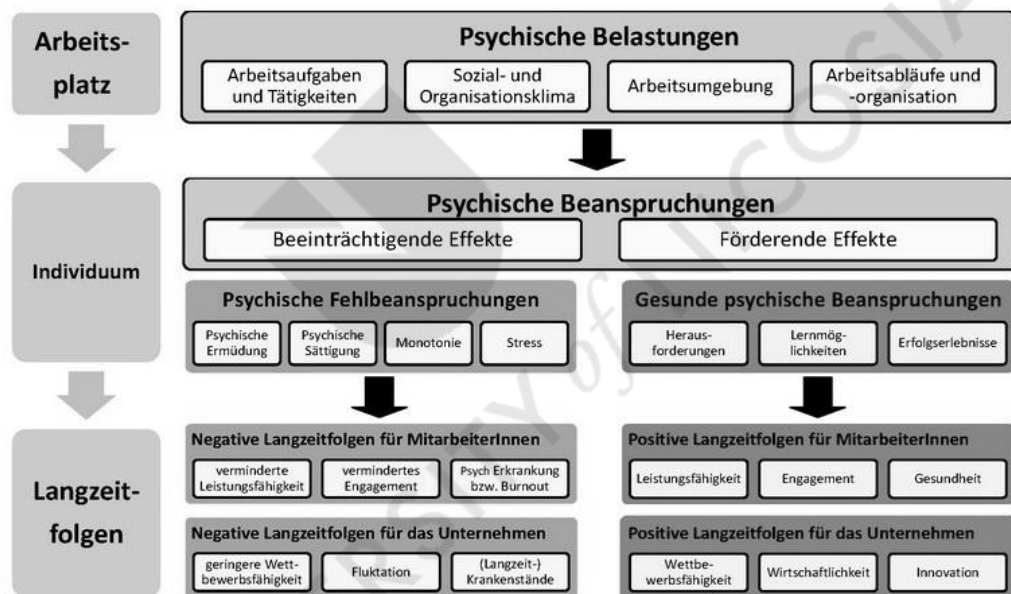 Arbeits-
platz
Psychische Belastungen
Arbeitsaufgaben
und Tätigkeiten
Sozial- und
Organisationsklima
Arbeitsumgebung
Arbeitsabläufe und
-organisation
Individuum
Psychische Beanspruchungen
Beeinträchtigende Effekte
Förderende Effekte
Psychische Fehlbeanspruchungen
Psychische
Ermüdung
Psychische
Sättigung
Monotonie
Stress
Gesunde psychische Beanspruchungen
Heraus-
forderungen
Lernmög-
lichkeiten
Erfolgserlebnisse
Langzeit-
folgen
Negative Langzeitfolgen für MitarbeiterInnen
verminderte
Leistungsfähigkeit
vermindertes
Engagement
Psych Erkrankung
bzw. Burnout
Positive Langzeitfolgen für MitarbeiterInnen
Leistungsfähigkeit
Engagement
Gesundheit
Negative Langzeitfolgen für das Unternehmen
geringere Wett-
bewerbsfähigkeit
Fluktation
(Langzeit-)
Krankenstände
Positive Langzeitfolgen für das Unternehmen
Wettbe-
werbsfähigkeit
Wirtschaftlichkeit
Innovation
ERSITY of NICOSIA